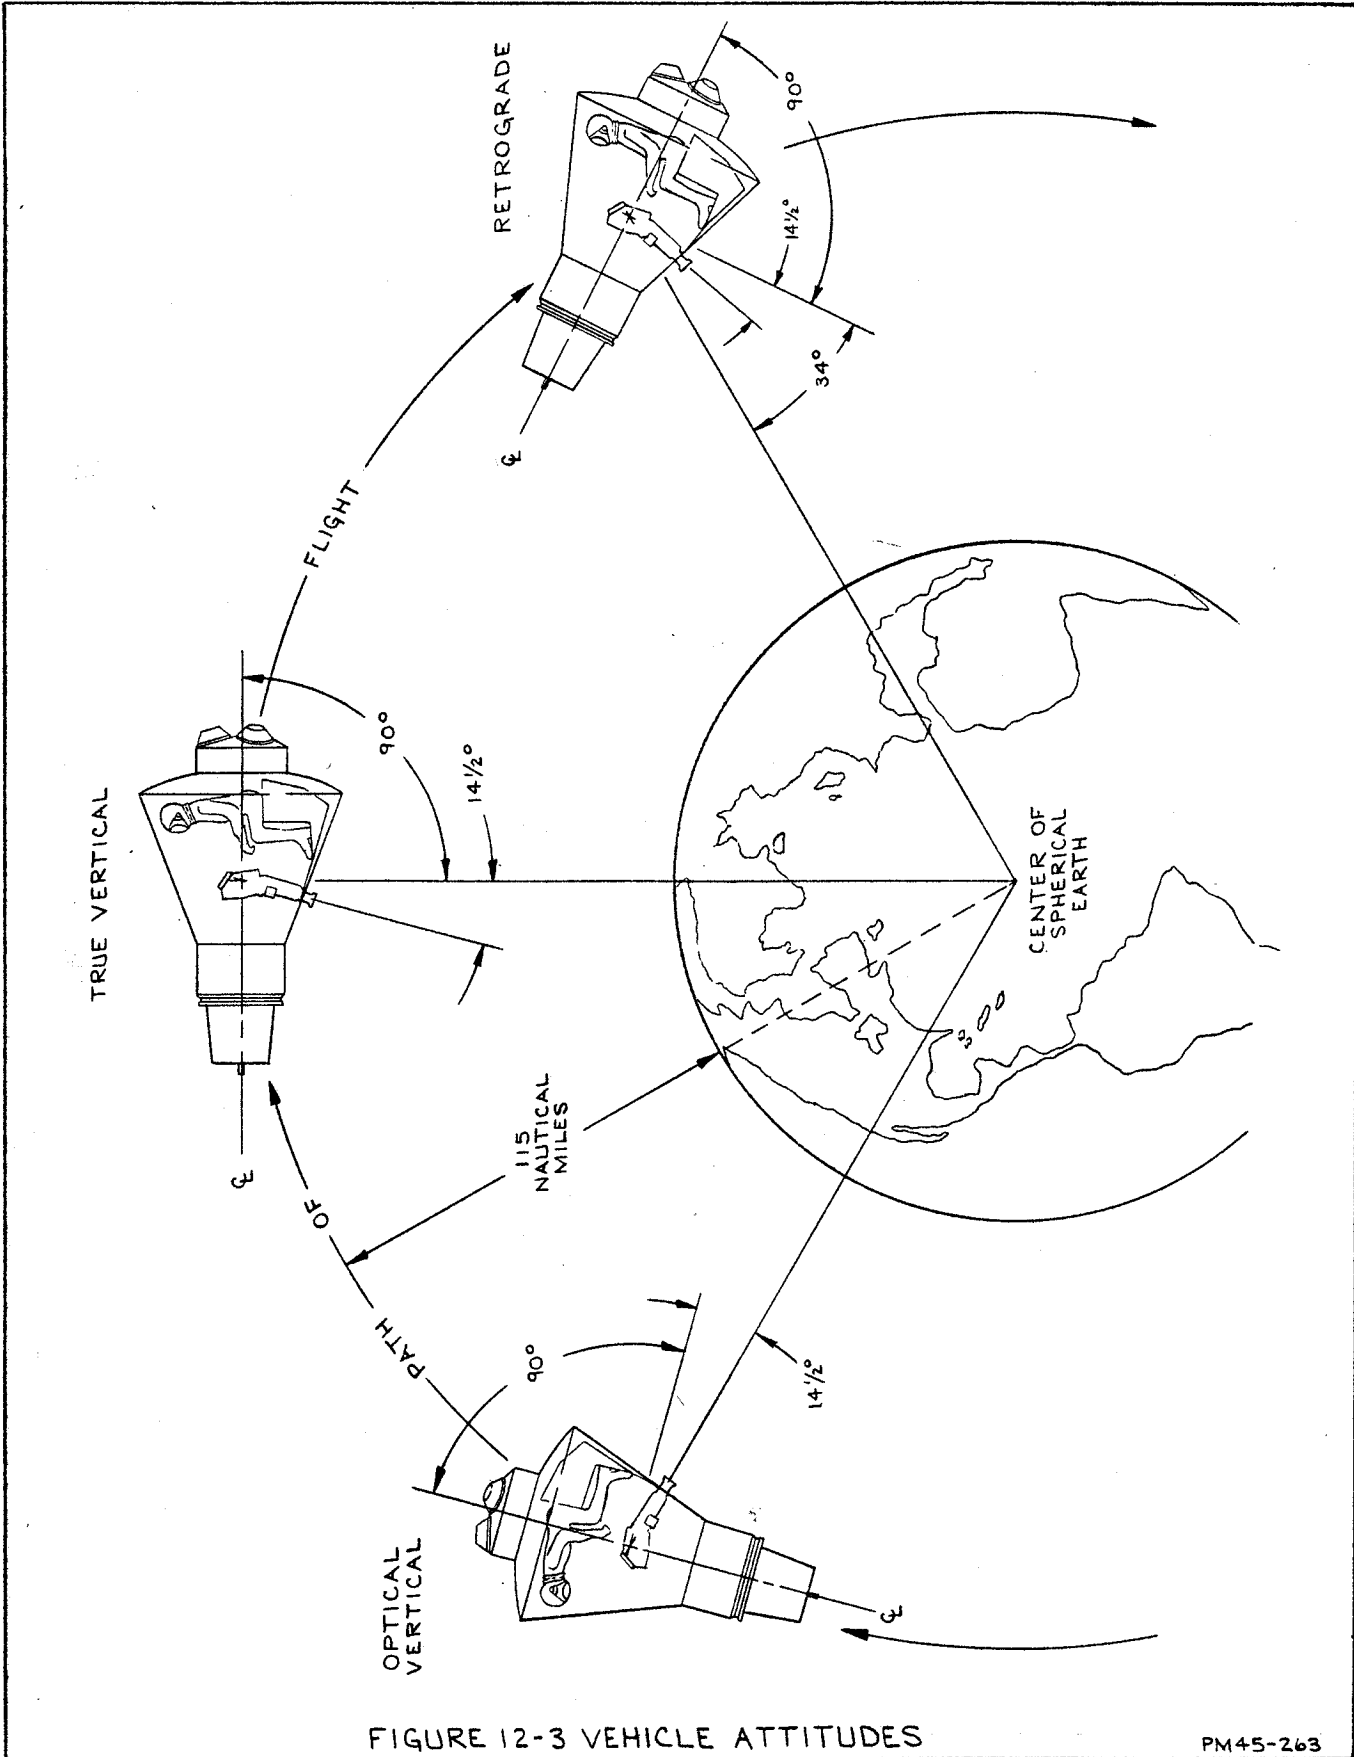 RETROGRADE
90°
14½°
34°
℄
FLIGHT
TRUE VERTICAL
90°
14½°
℄
OF
CENTER OF
SPHERICAL
EARTH
115
NAUTICAL
MILES
PATH
90°
14½°
OPTICAL
VERTICAL
℄
FIGURE 12-3 VEHICLE ATTITUDES
PM45-263